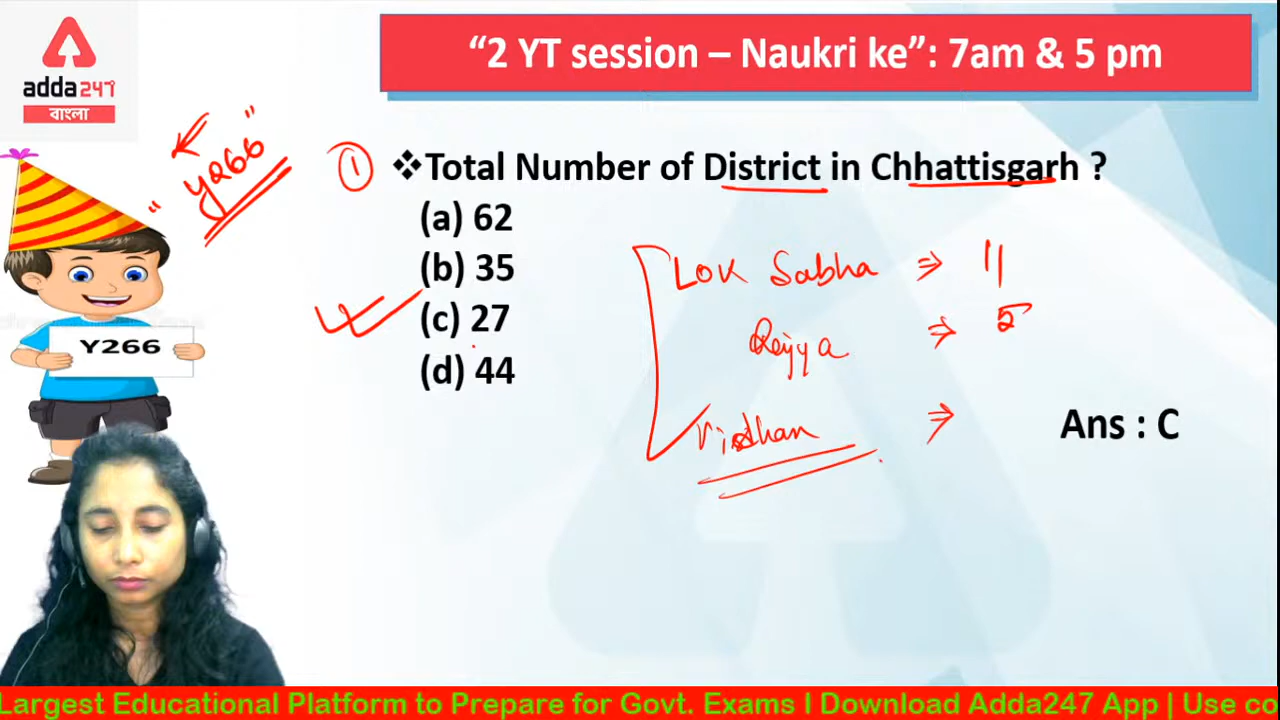 adda247
বাংলা
“2 YT session – Naukri ke”: 7am & 5 pm
"Y266"
① ❖Total Number of District in Chhattisgarh ?
(a) 62
(b) 35
(c) 27
(d) 44
Lok Sabha ⇒ 11
Rajya ⇒ 5
Vidhan ⇒
Ans : C
Y266
Largest Educational Platform to Prepare for Govt. Exams I Download Adda247 App | Use co